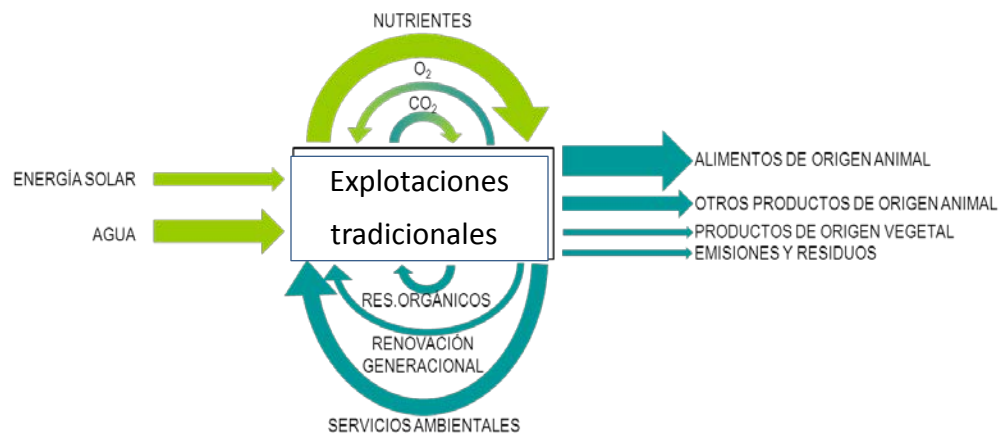 NUTRIENTES
O2
CO2
ENERGÍA SOLAR
AGUA
Explotaciones
tradicionales
ALIMENTOS DE ORIGEN ANIMAL
OTROS PRODUCTOS DE ORIGEN ANIMAL
PRODUCTOS DE ORIGEN VEGETAL
EMISIONES Y RESIDUOS
RES.ORGÁNICOS
RENOVACIÓN
GENERACIONAL
SERVICIOS AMBIENTALES